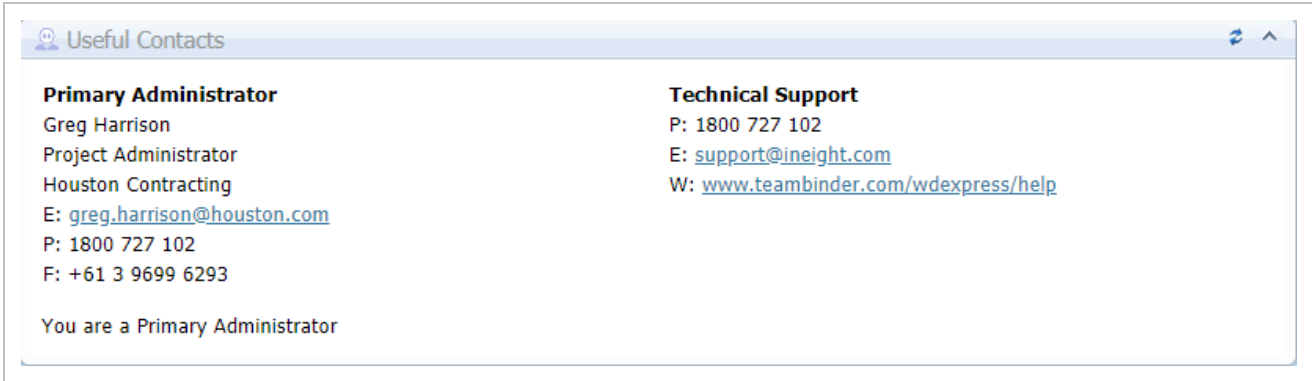 Useful Contacts
Primary Administrator
Greg Harrison
Project Administrator
Houston Contracting
E: greg.harrison@houston.com
P: 1800 727 102
F: +61 3 9699 6293
You are a Primary Administrator
Technical Support
P: 1800 727 102
E: support@ineight.com
W: www.teambinder.com/wdexpress/help